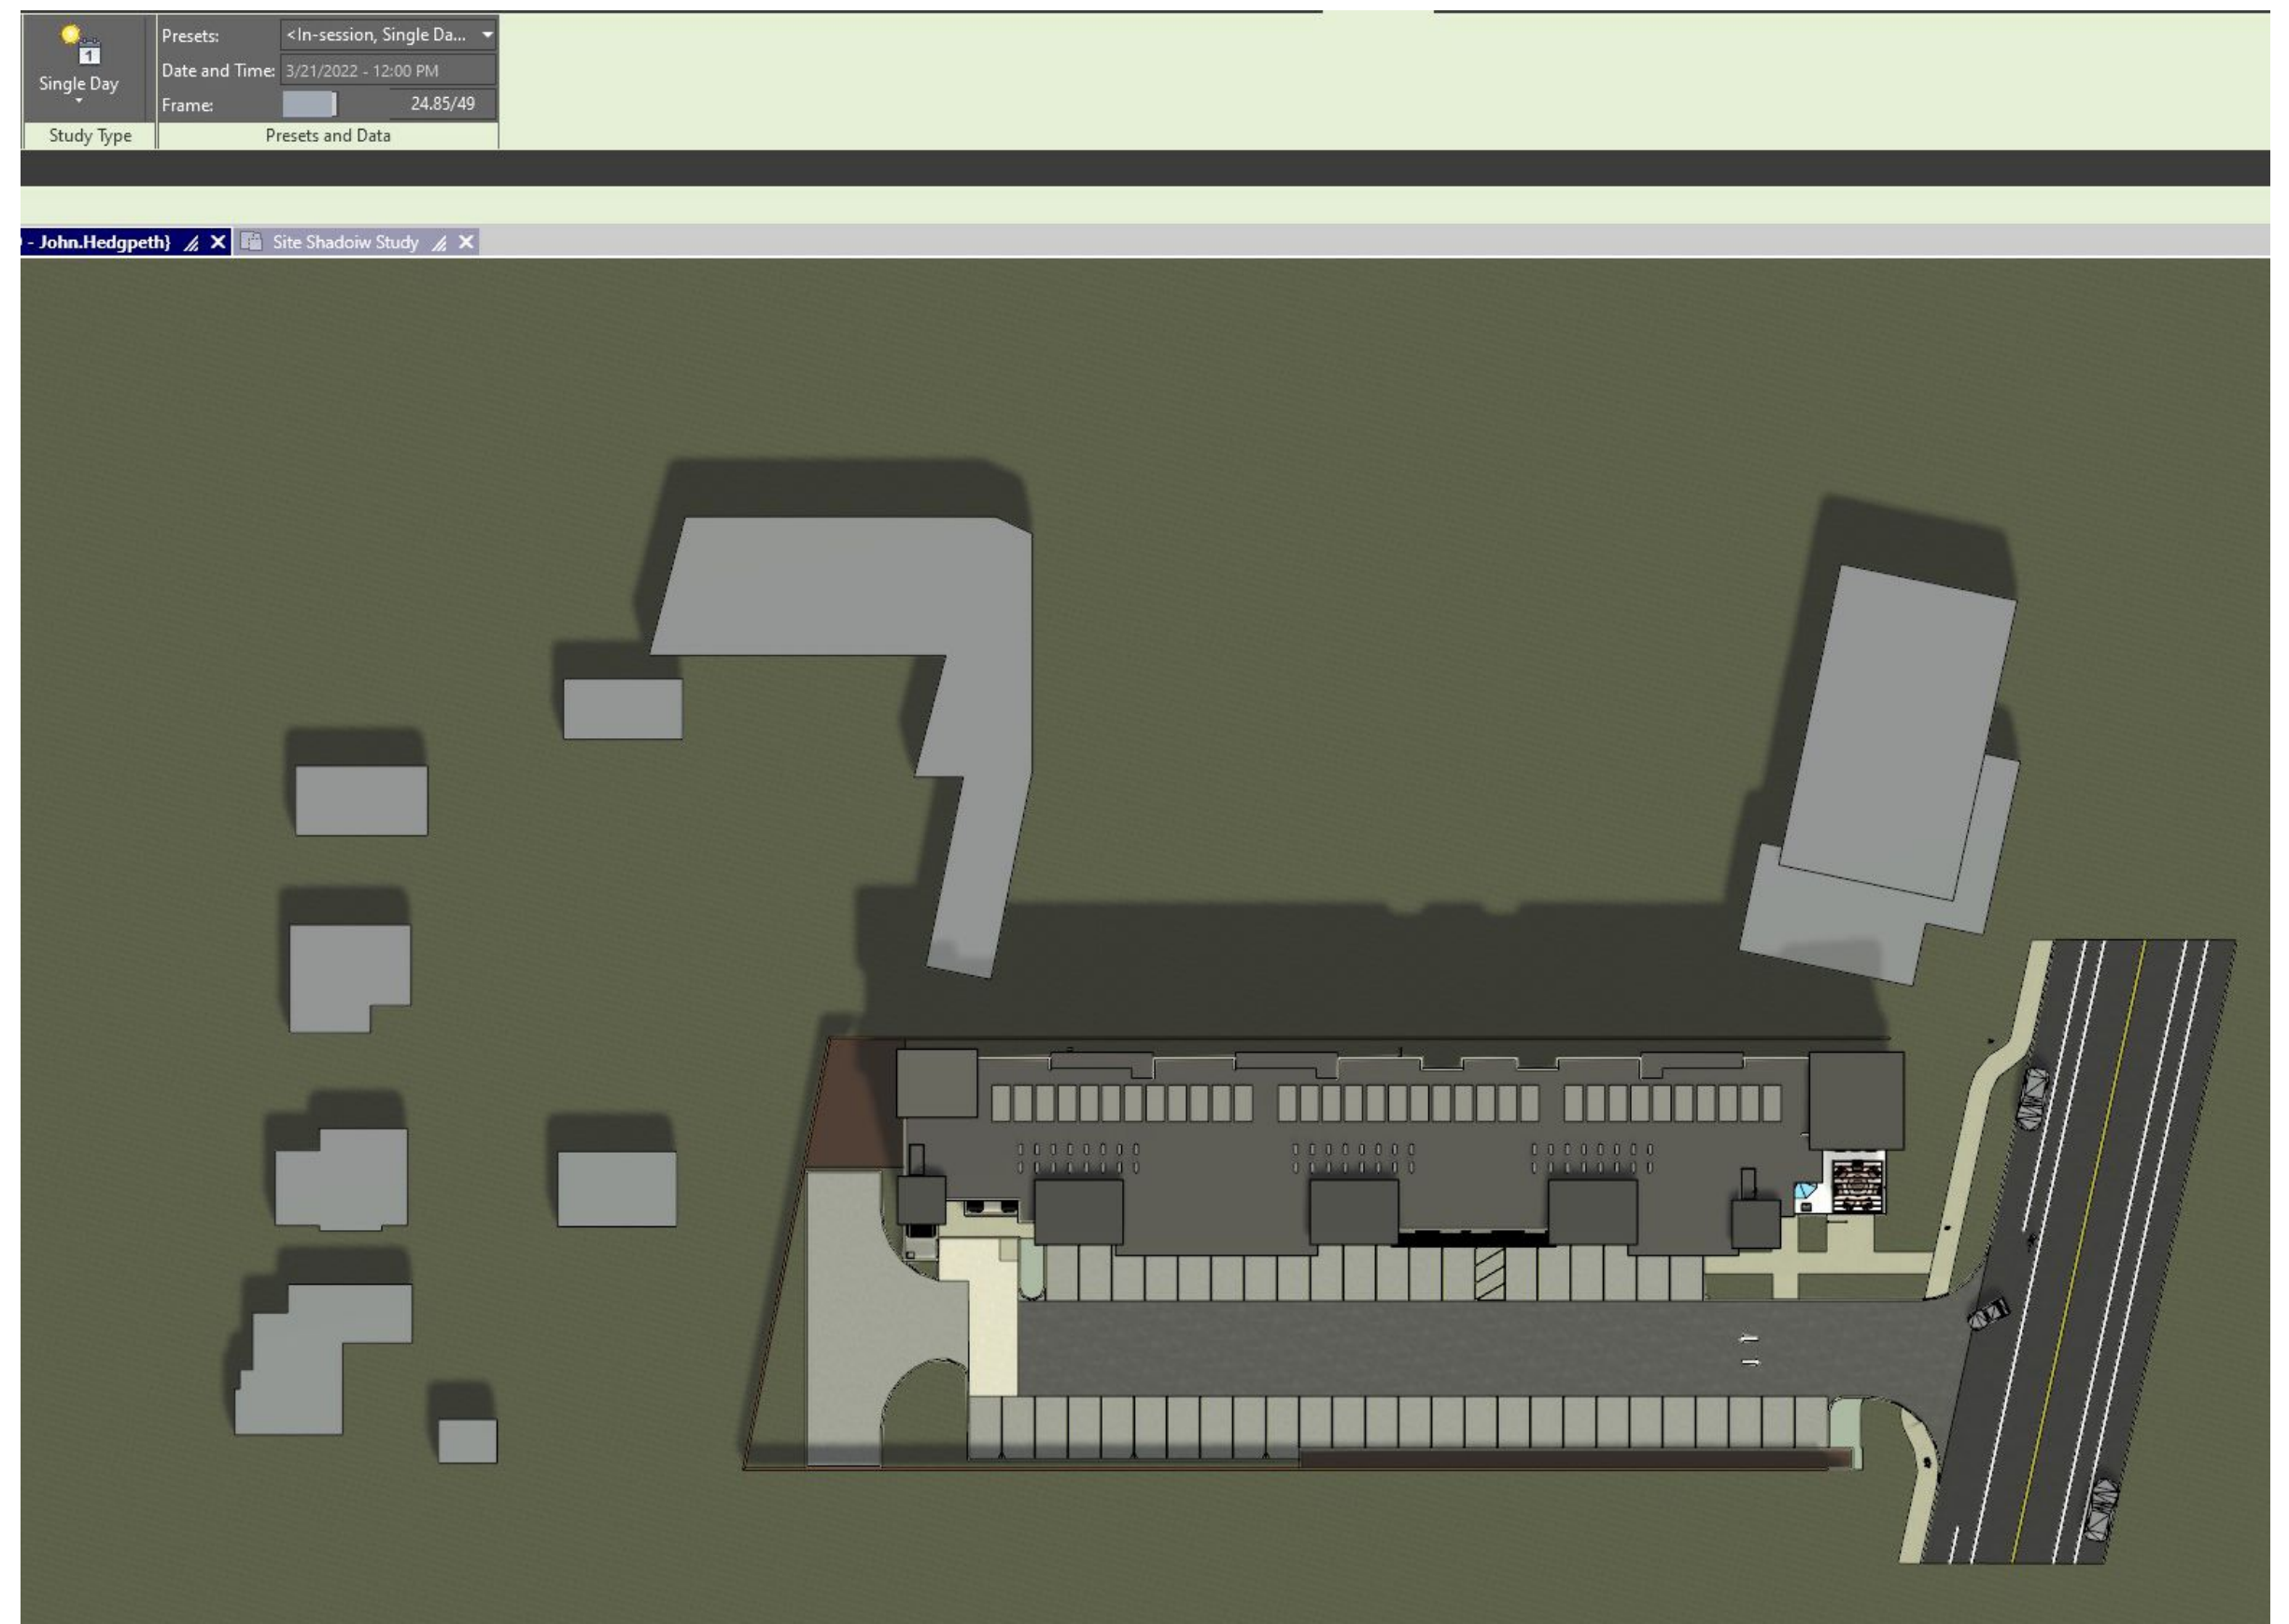 Presets:
<In-session, Single Da...
1
Single Day
Date and Time:
3/21/2022 - 12:00 PM
Frame:
24.85/49
Study Type
Presets and Data
- John.Hedgpeth}
Site Shadoiw Study